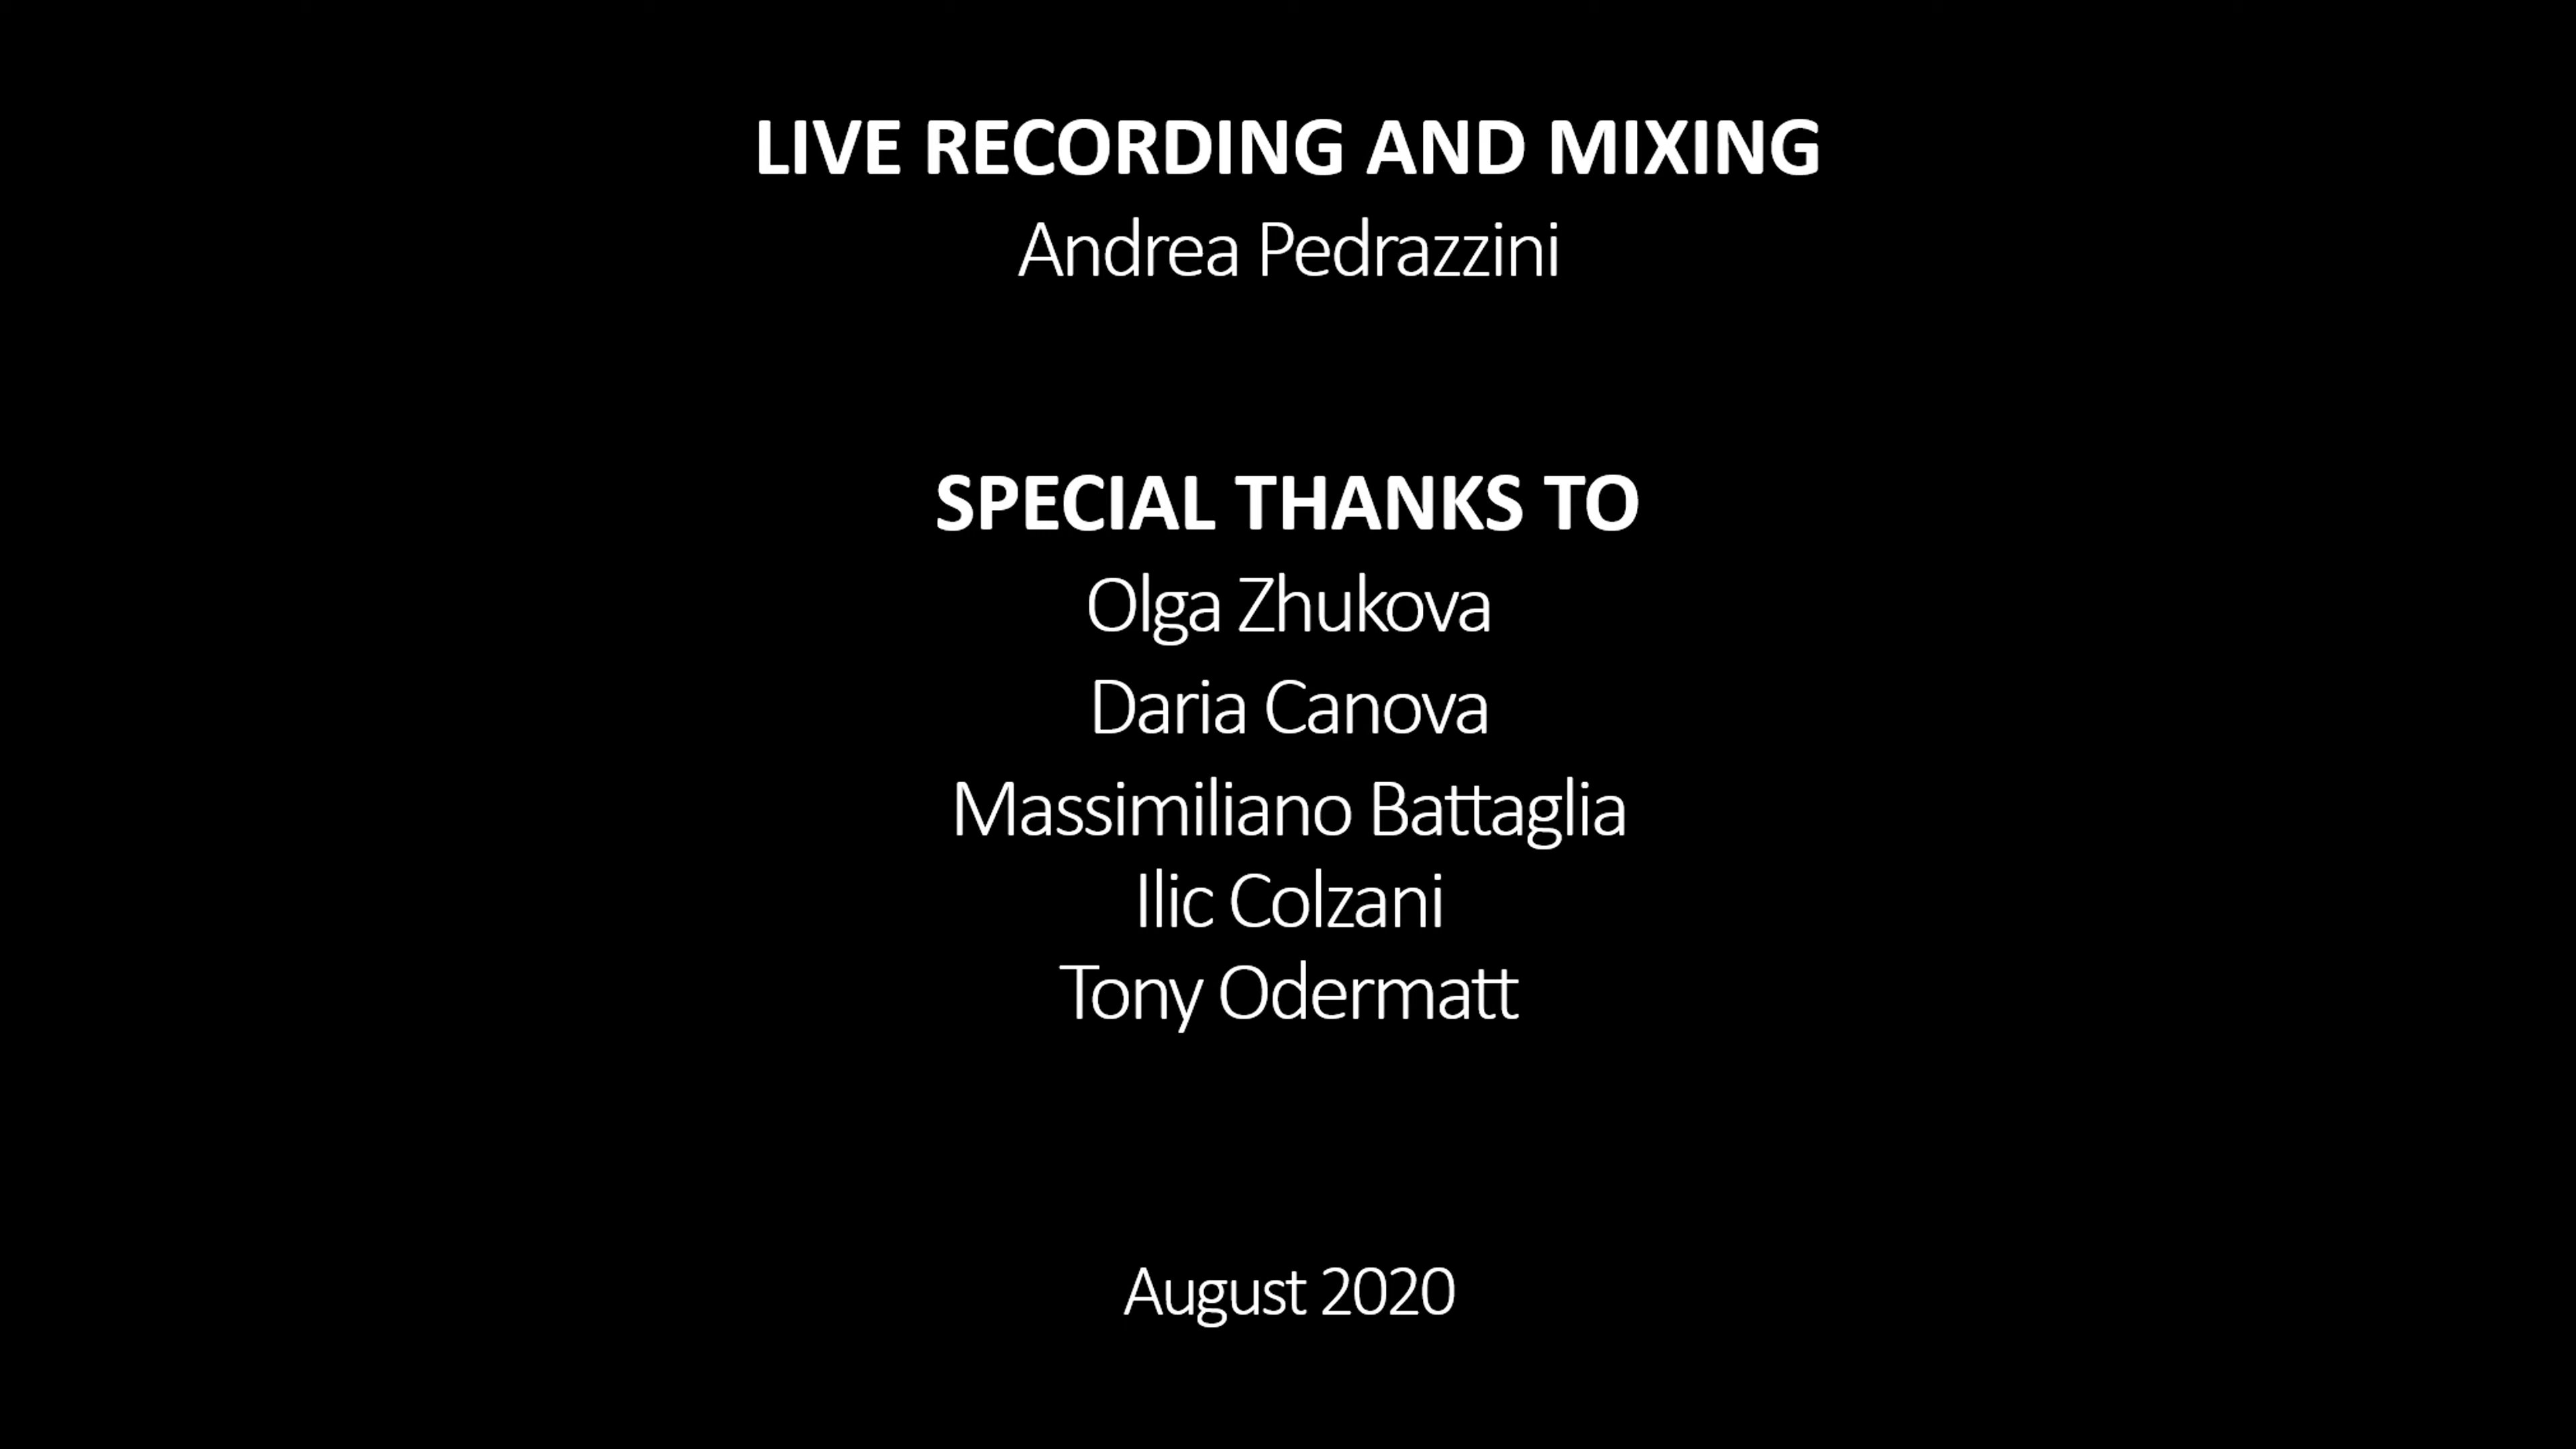 LIVE RECORDING AND MIXING
Andrea Pedrazzini
SPECIAL THANKS TO
Olga Zhukova
Daria Canova
Massimiliano Battaglia
Ilic Colzani
Tony Odermatt
August 2020